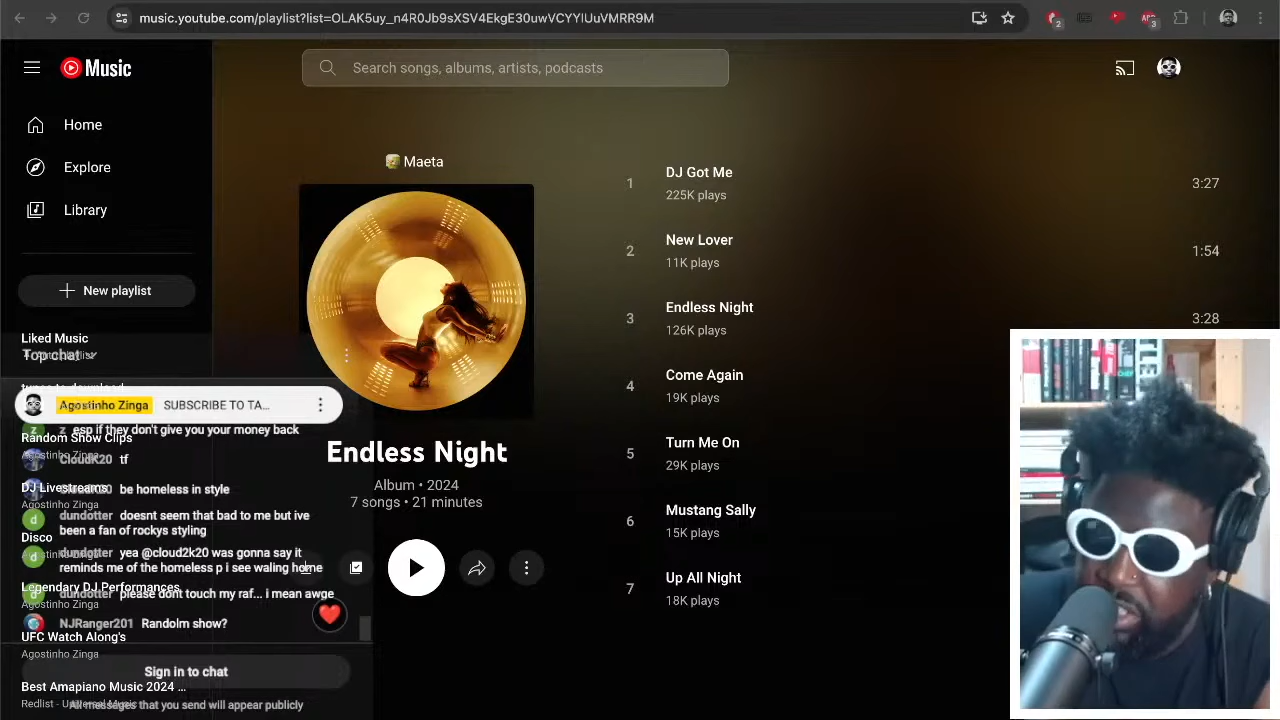 music.youtube.com/playlist?list=OLAK5uy_n4R0Jb9sXSV4EkgE30uwVCYYIUuVMRR9M
2
3
Music
Search songs, albums, artists, podcasts
Home
Explore
Library
New playlist
Liked Music
Top chat
Agostinho Zinga SUBSCRIBE TO TA...
z esp if they don't give you your money back
Random Show Clips
Agostinho Zinga
CloudK20 tf
be homeless in style
DJ Livestreams
Agostinho Zinga
dundotter doesnt seem that bad to me but ive
been a fan of rockys styling
Disco
Agostinho Zinga
dundotter yea @cloud2k20 was gonna say it
reminds me of the homeless p i see waling home
Legendary DJ Performances
Agostinho Zinga
dundotter please dont touch my raf... i mean awge
NJRanger201 Randolm show?
UFC Watch Along's
Agostinho Zinga
Sign in to chat
Best Amapiano Music 2024 ...
Redlist -
All messages that you send will appear publicly
Maeta
Endless Night
Album • 2024
songs • 21 minutes
1 DJ Got Me 3:27
225K plays
2 New Lover 1:54
11K plays
3 Endless Night 3:28
126K plays
4 Come Again
19K plays
5 Turn Me On
29K plays
6 Mustang Sally
15K plays
7 Up All Night
18K plays